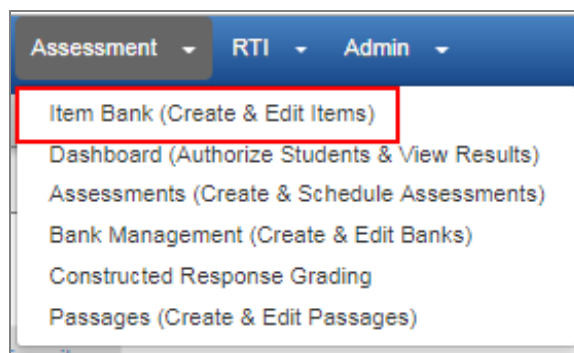 Assessment RTI Admin
Item Bank (Create & Edit Items)
Dashboard (Authorize Students & View Results)
Assessments (Create & Schedule Assessments)
Bank Management (Create & Edit Banks)
Constructed Response Grading
Passages (Create & Edit Passages)